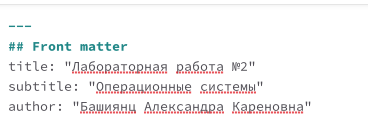 ---
## Front matter
title: "Лабораторная работа №2"
subtitle: "Операционные системы"
author: "Башиянц Александра Кареновна"